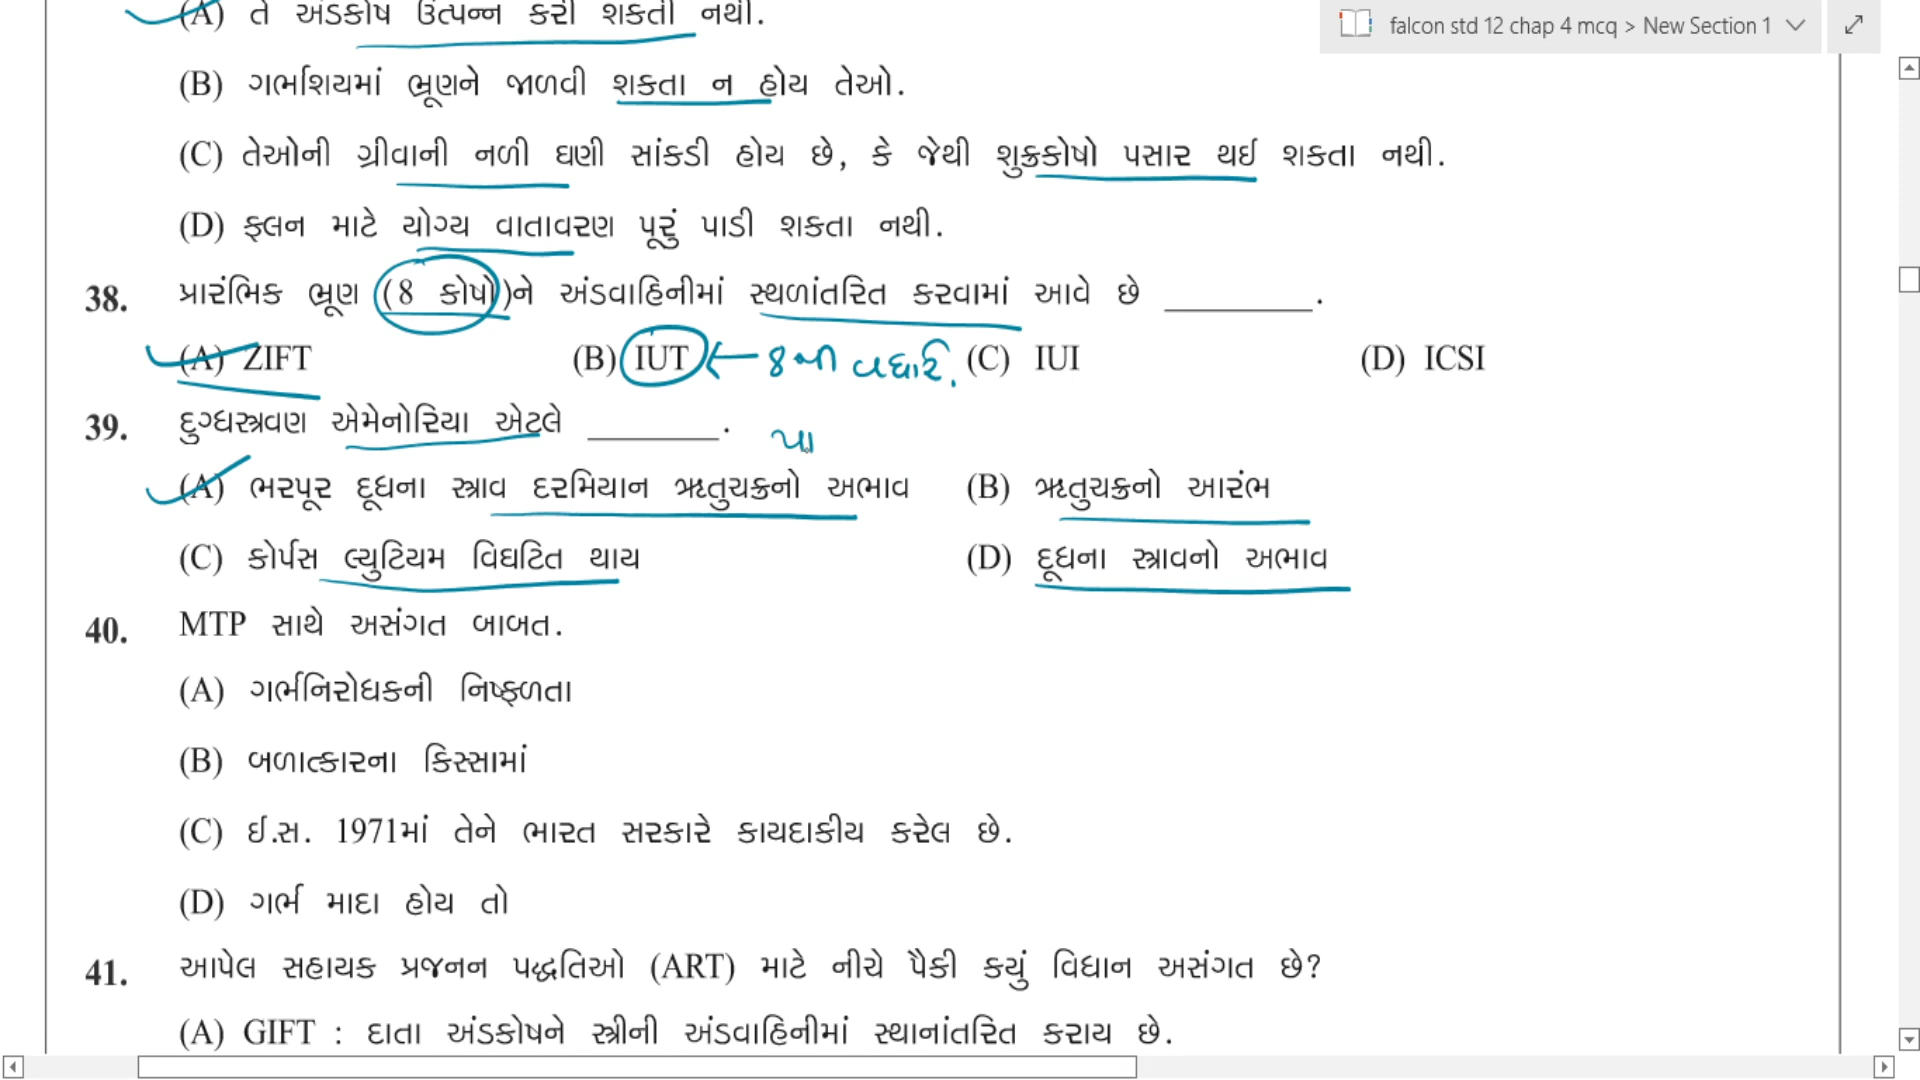 (A) તે અંડકોષ ઉત્પન્ન કરી શકતી નથી.
falcon std 12 chap 4 mcq > New Section 1
(B) ગર્ભાશયમાં ભ્રૂણને જાળવી શકતા ન હોય તેઓ.
(C) તેઓની ગ્રીવાની નળી ઘણી સાંકડી હોય છે, કે જેથી શુક્રકોષો પસાર થઈ શકતા નથી.
(D) ફલન માટે યોગ્ય વાતાવરણ પૂરું પાડી શકતા નથી.
38. પ્રારંભિક ભ્રૂણ (8 કોષો)ને અંડવાહિનીમાં સ્થળાંતરિત કરવામાં આવે છે ________.
(A) ZIFT (B) IUT ← 8થી વધારે. (C) IUI (D) ICSI
39. દુગ્ધસ્ત્રવણ એમેનોરિયા એટલે ________.
પા
(A) ભરપૂર દૂધના સ્ત્રાવ દરમિયાન ઋતુચક્રનો અભાવ (B) ઋતુચક્રનો આરંભ
(C) કોર્પસ લ્યુટિયમ વિઘટિત થાય (D) દૂધના સ્ત્રાવનો અભાવ
40. MTP સાથે અસંગત બાબત.
(A) ગર્ભનિરોધકની નિષ્ફળતા
(B) બળાત્કારના કિસ્સામાં
(C) ઈ.સ. 1971માં તેને ભારત સરકારે કાયદાકીય કરેલ છે.
(D) ગર્ભ માદા હોય તો
41. આપેલ સહાયક પ્રજનન પદ્ધતિઓ (ART) માટે નીચે પૈકી કયું વિધાન અસંગત છે?
(A) GIFT : દાતા અંડકોષને સ્ત્રીની અંડવાહિનીમાં સ્થાનાંતરિત કરાય છે.